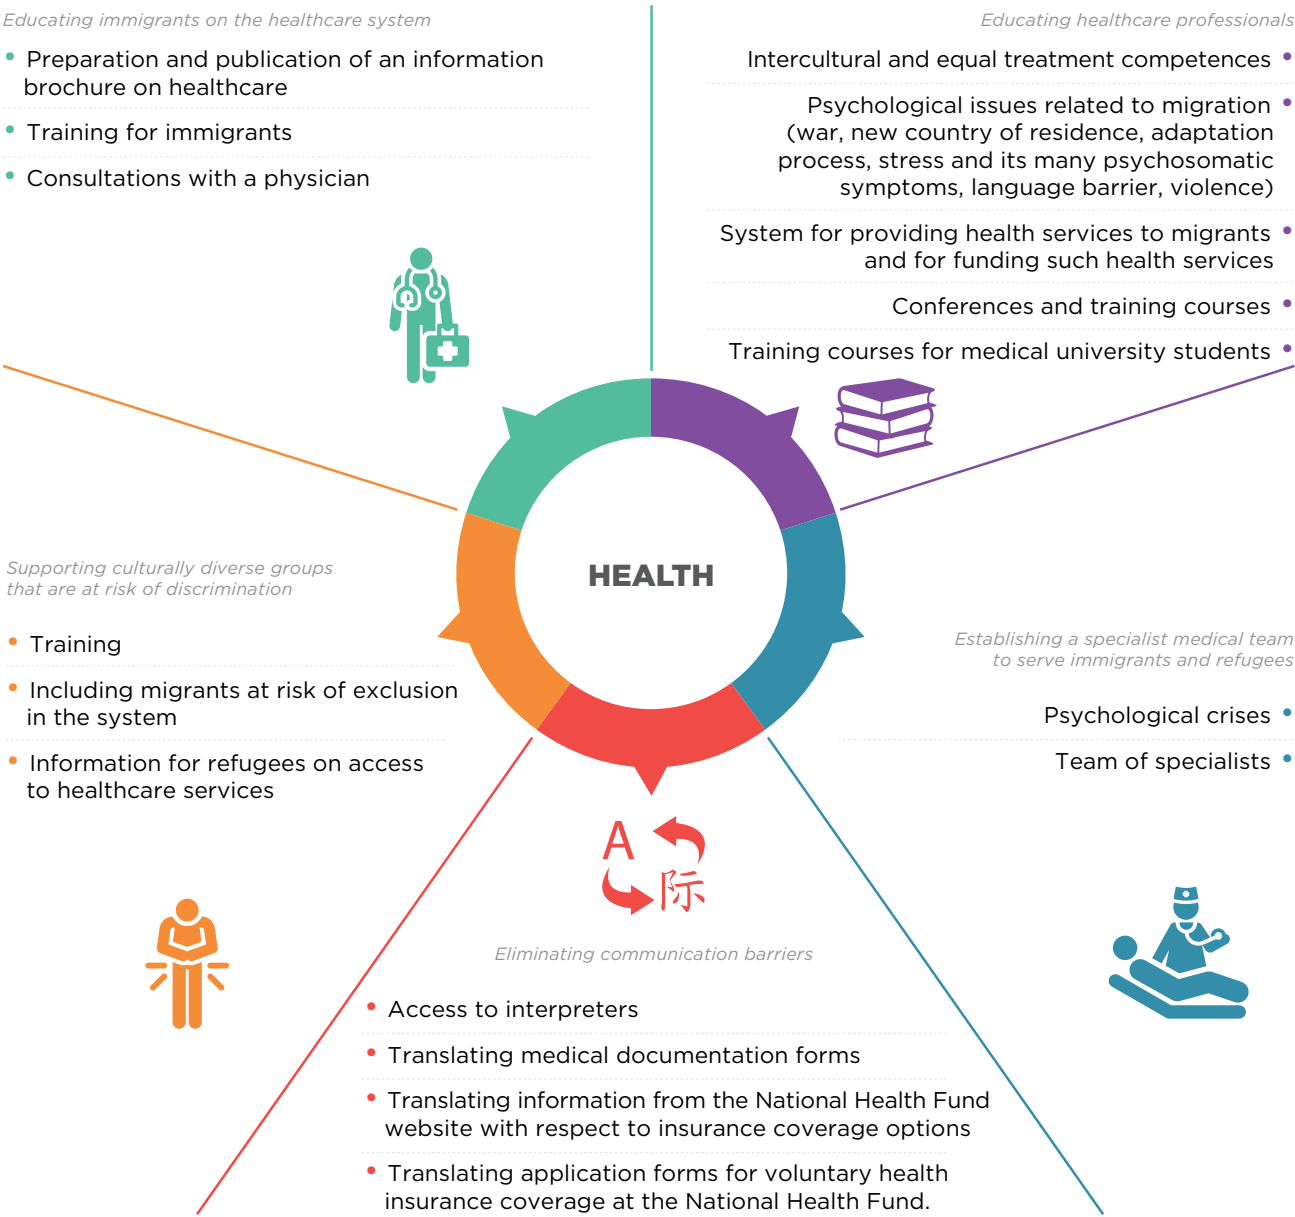 Educating immigrants on the healthcare system
• Preparation and publication of an information
brochure on healthcare
• Training for immigrants
• Consultations with a physician
Educating healthcare professionals
Intercultural and equal treatment competences •
Psychological issues related to migration •
(war, new country of residence, adaptation
process, stress and its many psychosomatic
symptoms, language barrier, violence)
System for providing health services to migrants •
and for funding such health services
Conferences and training courses •
Training courses for medical university students •
HEALTH
Supporting culturally diverse groups
that are at risk of discrimination
• Training
• Including migrants at risk of exclusion
in the system
• Information for refugees on access
to healthcare services
Establishing a specialist medical team
to serve immigrants and refugees
Psychological crises •
Team of specialists •
A
际
Eliminating communication barriers
• Access to interpreters
• Translating medical documentation forms
• Translating information from the National Health Fund
website with respect to insurance coverage options
• Translating application forms for voluntary health
insurance coverage at the National Health Fund.